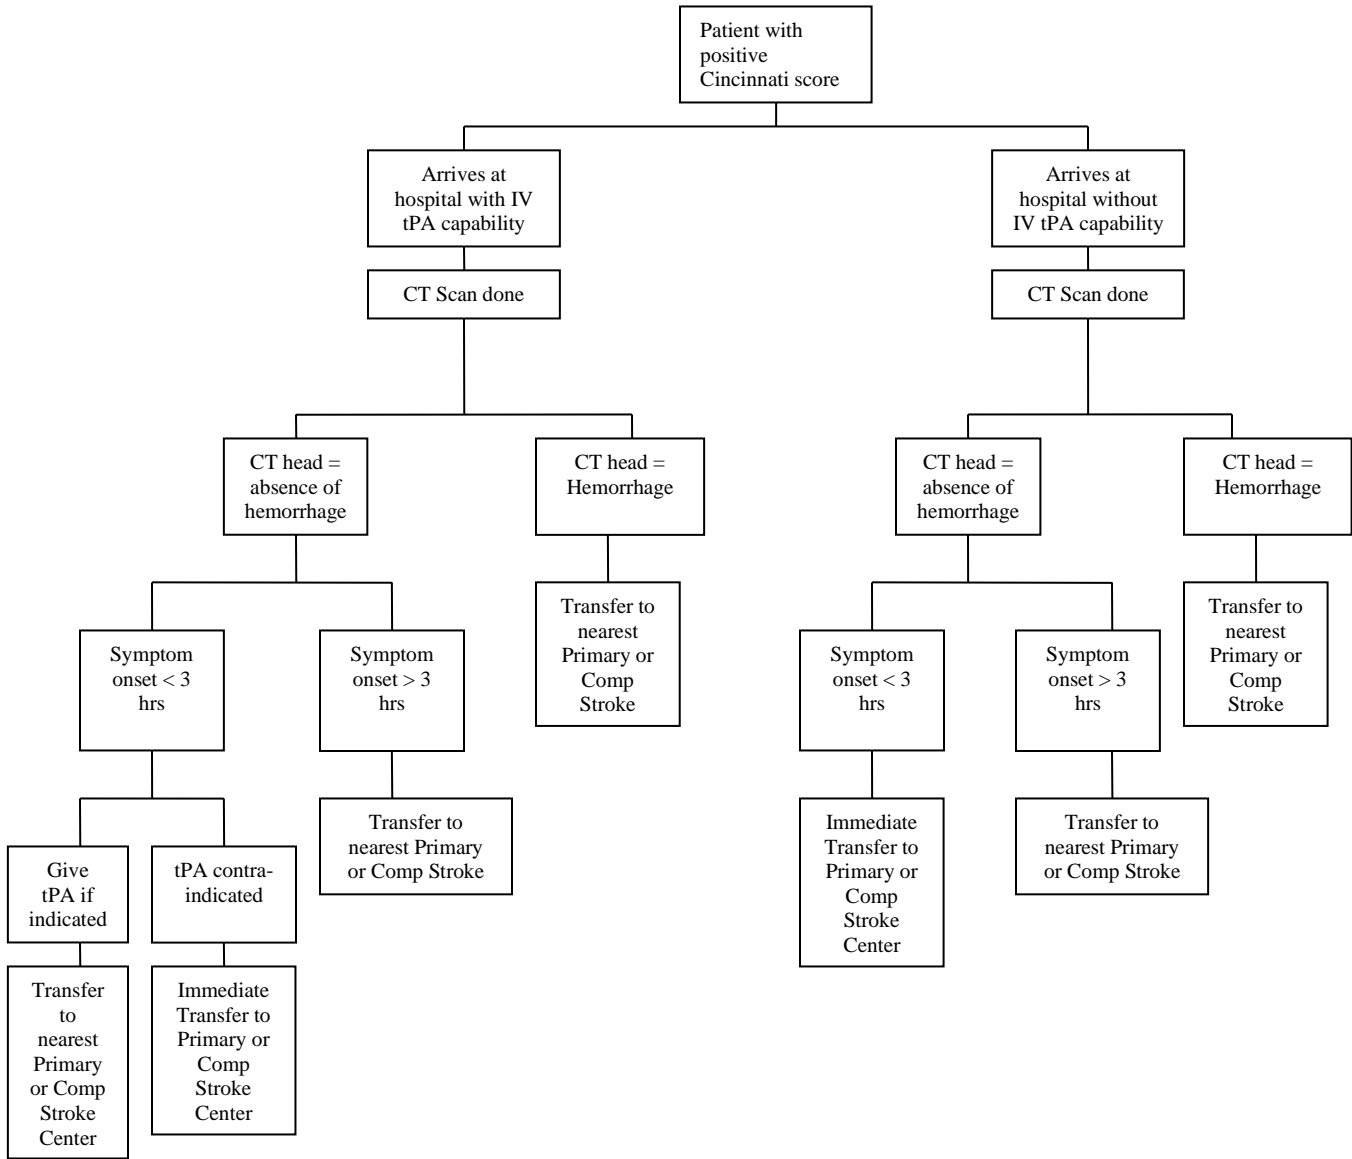 Patient with
positive
Cincinnati score
Arrives at
hospital with IV
tPA capability
Arrives at
hospital without
IV tPA capability
CT Scan done
CT Scan done
CT head =
absence of
hemorrhage
CT head =
Hemorrhage
CT head =
absence of
hemorrhage
CT head =
Hemorrhage
Symptom
onset < 3
hrs
Symptom
onset > 3
hrs
Transfer to
nearest
Primary or
Comp
Stroke
Symptom
onset < 3
hrs
Symptom
onset > 3
hrs
Transfer to
nearest
Primary or
Comp
Stroke
Give
tPA if
indicated
tPA contra-
indicated
Transfer to
nearest Primary
or Comp Stroke
Immediate
Transfer to
Primary or
Comp
Stroke
Center
Transfer to
nearest Primary
or Comp Stroke
Transfer
to
nearest
Primary
or Comp
Stroke
Center
Immediate
Transfer to
Primary or
Comp
Stroke
Center